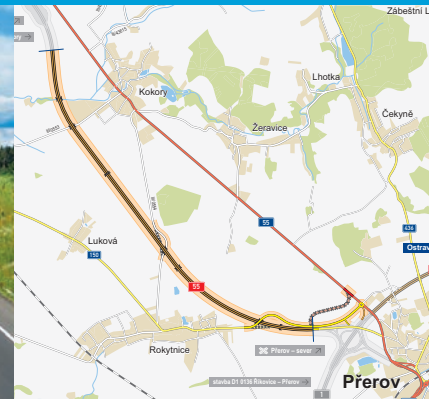 Zábeštní L
Lhotka
Kokory
Čekyně
Žeravice
55
436
Luková
Ostrav
150
55
Rokytnice
Přerov – sever
Přerov
stavba D1 0136 Říkovice – Přerov
1